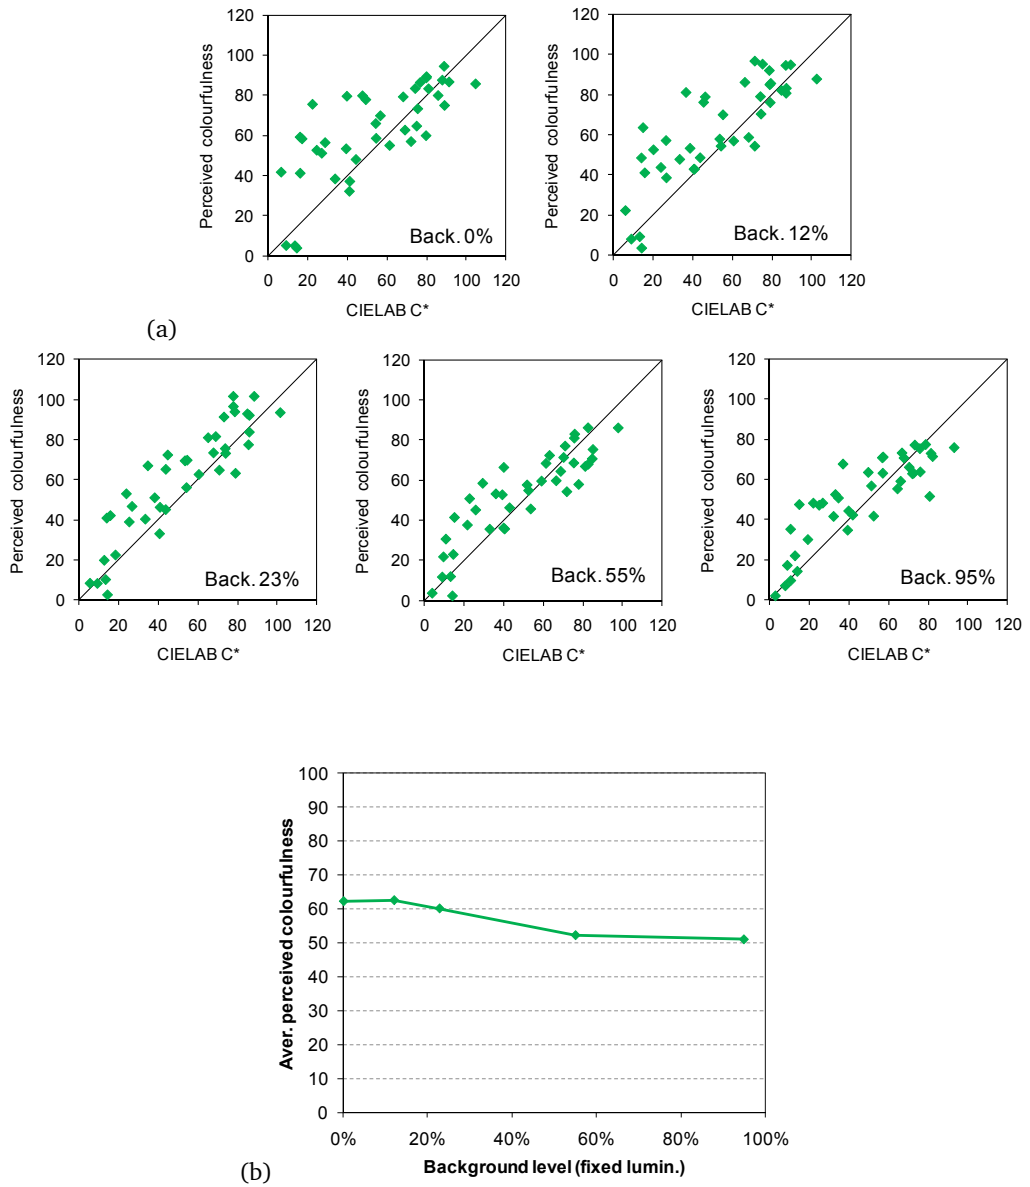 120
100
80
60
40
20
0
Perceived colourfulness
Back. 0%
0 20 40 60 80 100 120
CIELAB C*
120
100
80
60
40
20
0
Perceived colourfulness
Back. 12%
0 20 40 60 80 100 120
CIELAB C*
(a)
120
100
80
60
40
20
0
Perceived colourfulness
Back. 23%
0 20 40 60 80 100 120
CIELAB C*
120
100
80
60
40
20
0
Perceived colourfulness
Back. 55%
0 20 40 60 80 100 120
CIELAB C*
120
100
80
60
40
20
0
Perceived colourfulness
Back. 95%
0 20 40 60 80 100 120
CIELAB C*
100
90
80
70
60
50
40
30
20
10
0
Aver. perceived colourfulness
0% 20% 40% 60% 80% 100%
Background level (fixed lumin.)
(b)